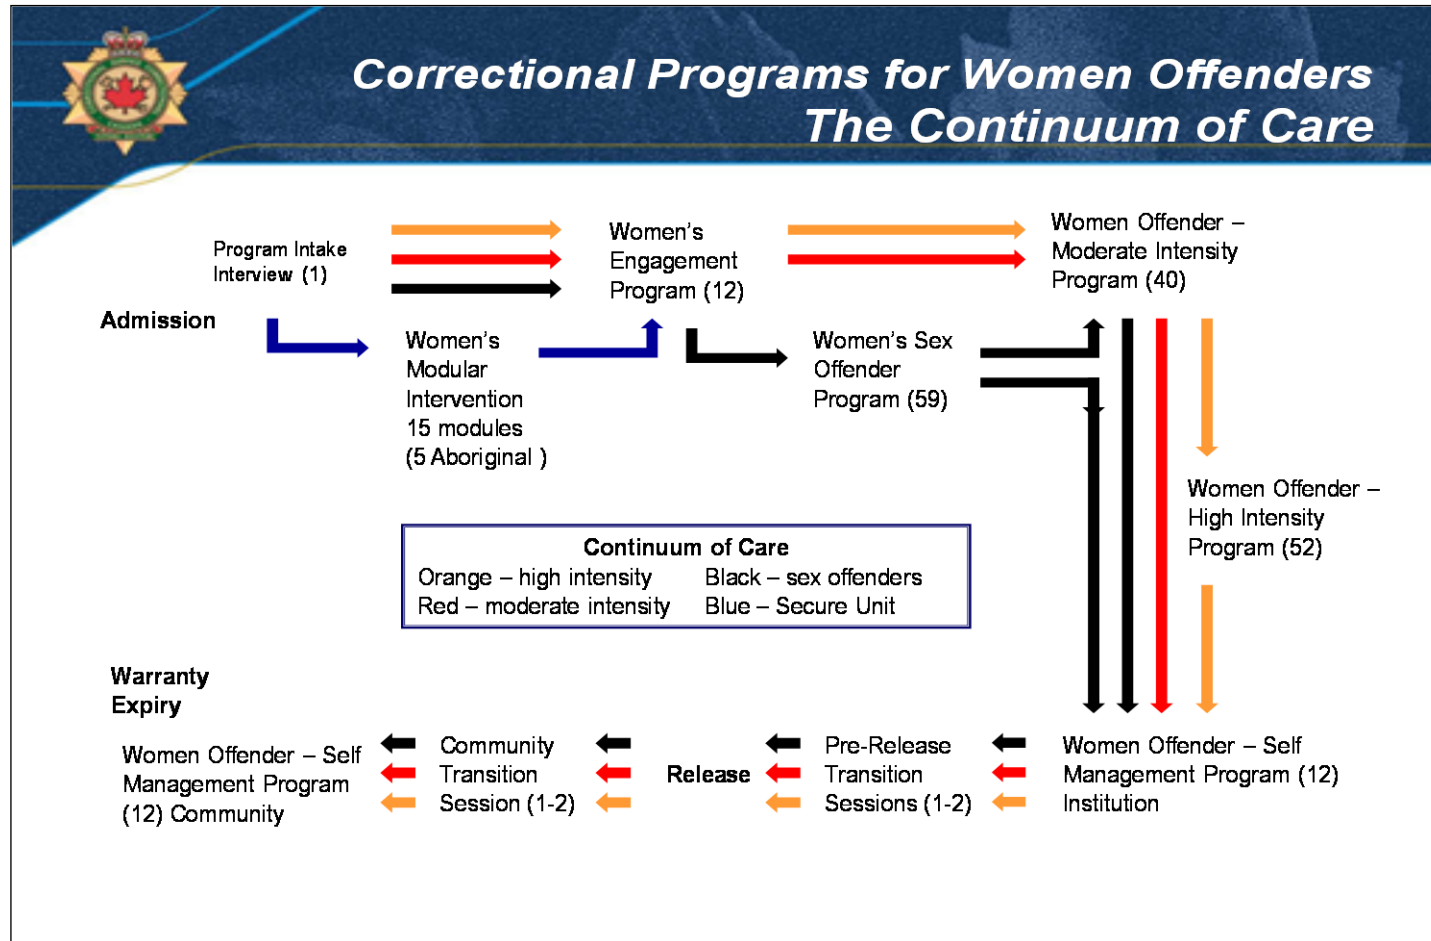 Correctional Programs for Women Offenders
The Continuum of Care
Program Intake
Interview (1)
Women's
Engagement
Program (12)
Women Offender –
Moderate Intensity
Program (40)
Admission
Women's
Modular
Intervention
15 modules
(5 Aboriginal )
Women's Sex
Offender
Program (59)
Women Offender –
High Intensity
Program (52)
Continuum of Care
Orange – high intensity
Black – sex offenders
Red – moderate intensity
Blue – Secure Unit
Warranty
Expiry
Women Offender – Self
Management Program
(12) Community
Community
Transition
Session (1-2)
Release
Pre-Release
Transition
Sessions (1-2)
Women Offender – Self
Management Program (12)
Institution